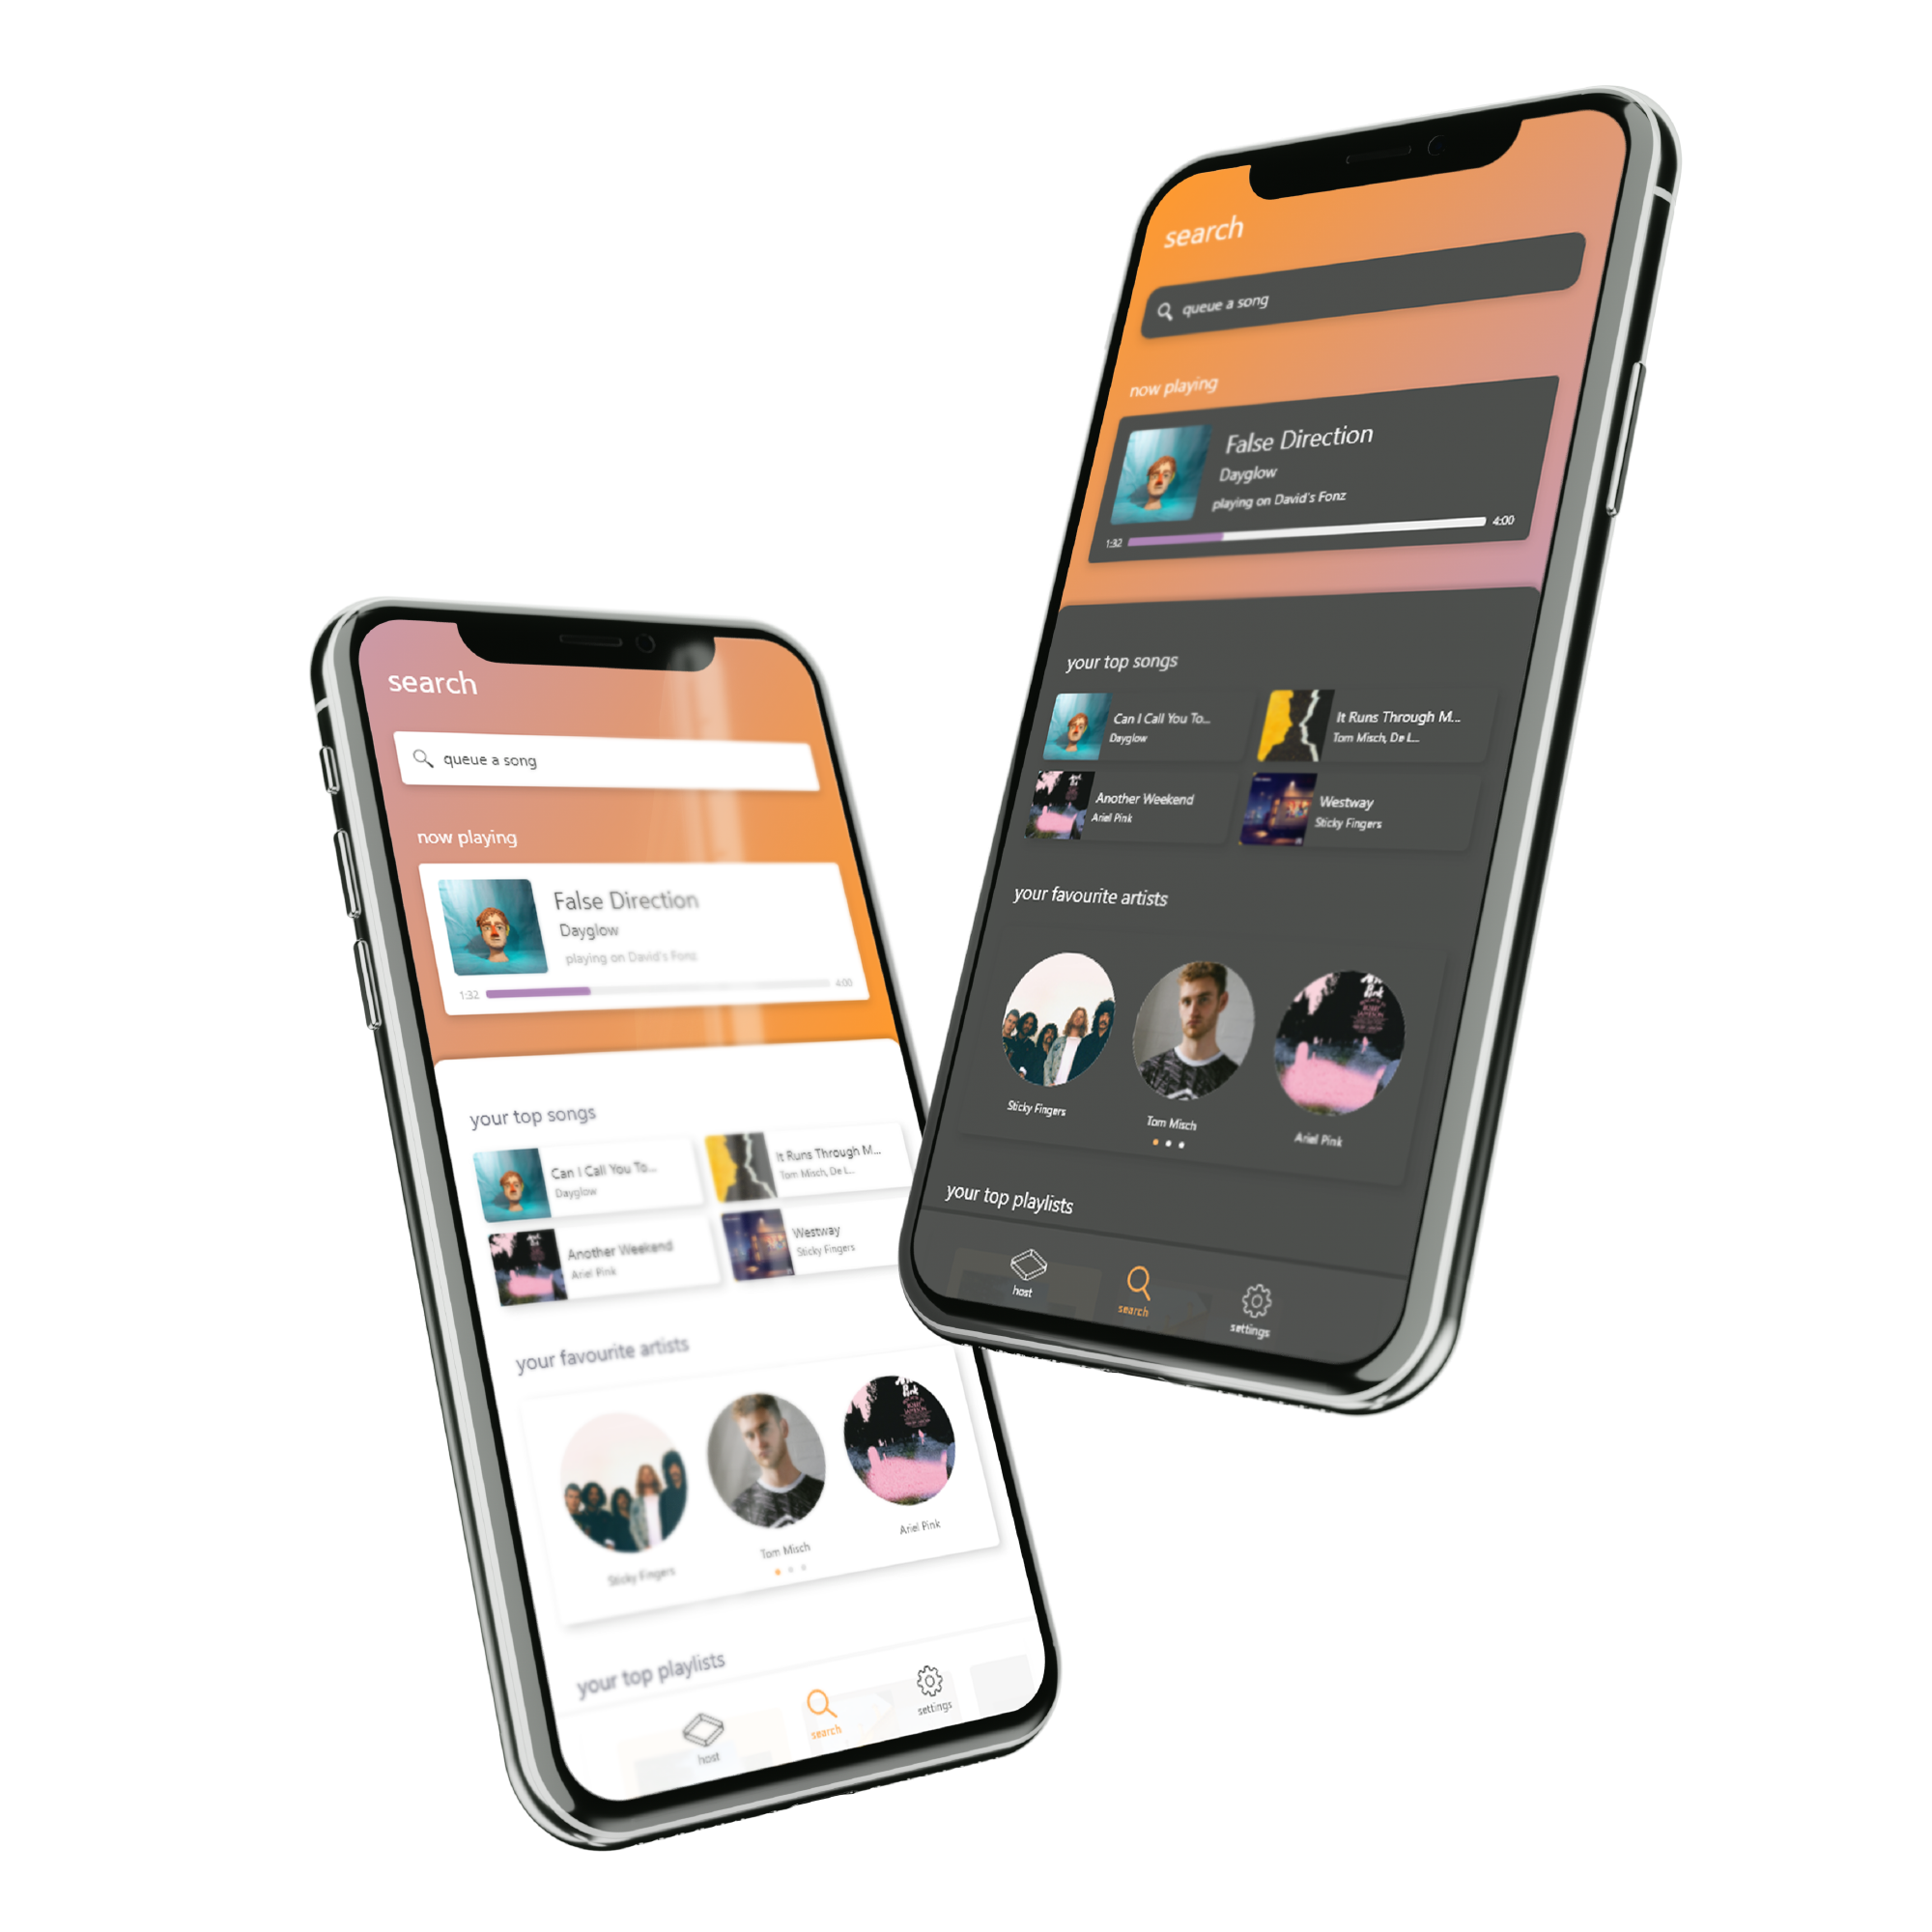 search
queue a song
now playing
False Direction
Dayglow
playing on David's Fonz
1:32
4:00
your top songs
Can I Call You To...
Dayglow
It Runs Through M...
Tom Misch, De L...
Another Weekend
Ariel Pink
Westway
Sticky Fingers
your favourite artists
Sticky Fingers
Tom Misch
Ariel Pink
your top playlists
host
search
settings
search
queue a song
now playing
False Direction
Dayglow
playing on David's Fonz
1:32
4:00
your top songs
Can I Call You To...
Dayglow
It Runs Through M...
Tom Misch, De L...
Another Weekend
Ariel Pink
Westway
Sticky Fingers
your favourite artists
Sticky Fingers
Tom Misch
Ariel Pink
your top playlists
host
search
settings